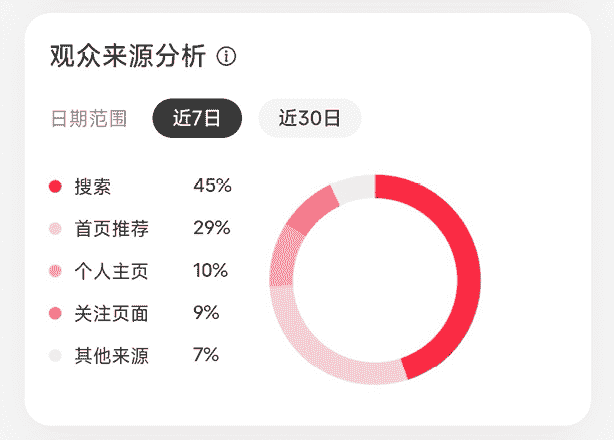 观众来源分析
日期范围 近7日 近30日
搜索 45%
首页推荐 29%
个人主页 10%
关注页面 9%
其他来源 7%